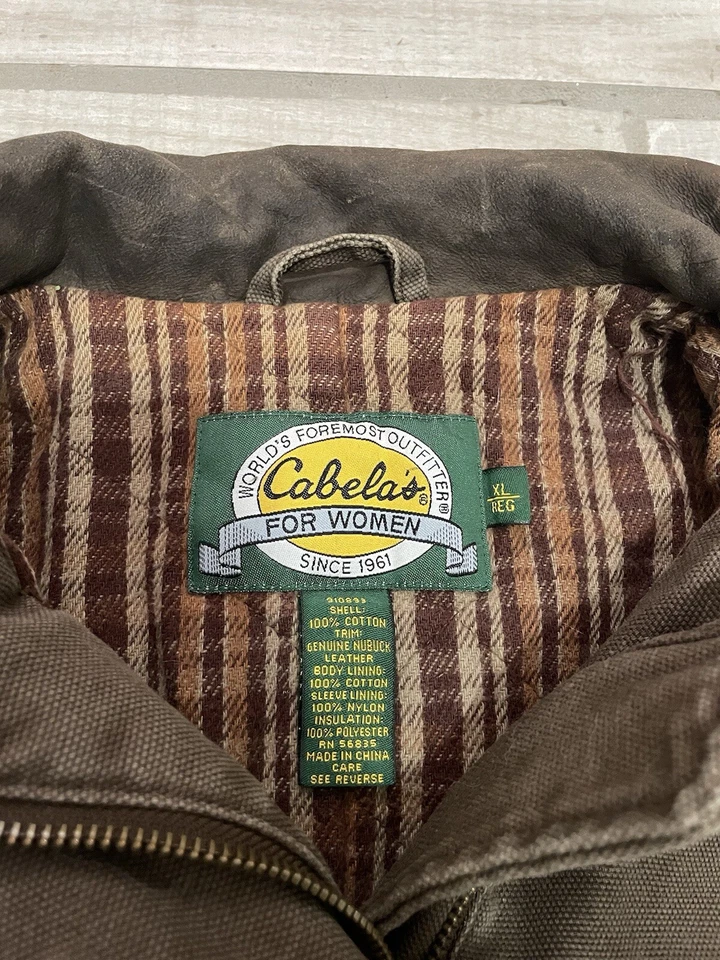 WORLD'S FOREMOST OUTFITTER®
Cabela's®
FOR WOMEN
SINCE 1961
XL
REG
SHELL:
100% COTTON
TRIM:
GENUINE NUBUCK
LEATHER
BODY LINING:
100% COTTON
SLEEVE LINING:
100% NYLON
INSULATION:
100% POLYESTER
RN 56835
MADE IN CHINA
CARE
SEE REVERSE